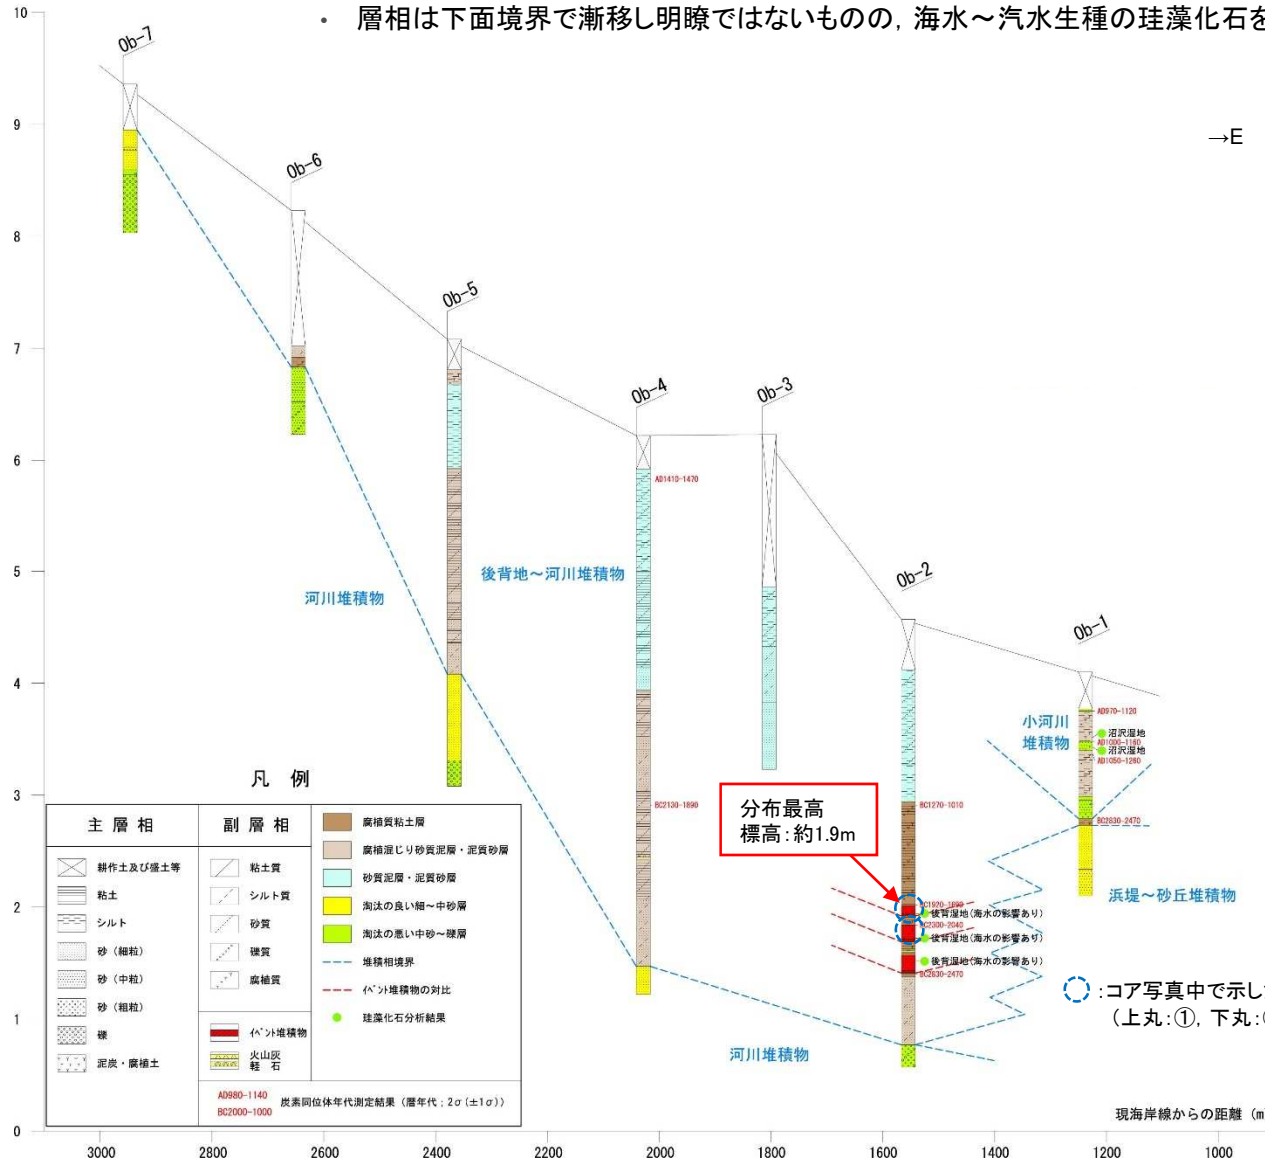 ・ 層相は下面境界で漸移し明瞭ではないものの，海水～汽水生種の珪藻化石を
→E
10
9
8
7
6
5
4
3
2
1
0
Ob-7
Ob-6
Ob-5
Ob-4
Ob-3
Ob-2
Ob-1
AD1410-1470
BC2130-1890
BC1270-1010
BC1920-1690
後背湿地(海水の影響あり)
BC2300-2040
後背湿地(海水の影響あり)
後背湿地(海水の影響あり)
BC2830-2470
AD970-1120
沼沢湿地
AD1000-1160
沼沢湿地
AD1050-1260
BC2830-2470
河川堆積物
後背地～河川堆積物
小河川
堆積物
浜堤～砂丘堆積物
河川堆積物
分布最高
標高：約1.9m
:コア写真中で示し
(上丸：①，下丸：
凡 例
主 層 相
耕作土及び盛土等
粘土
シルト
砂（細粒）
砂（中粒）
砂（粗粒）
礫
泥炭・腐植土
副 層 相
粘土質
シルト質
砂質
礫質
腐植質
ｲﾍﾞﾝﾄ堆積物
火山灰
軽 石
腐植質粘土層
腐植混じり砂質泥層・泥質砂層
砂質泥層・泥質砂層
淘汰の良い細～中砂層
淘汰の悪い中砂～礫層
堆積相境界
ｲﾍﾞﾝﾄ堆積物の対比
珪藻化石分析結果
AD980-1140
BC2000-1000
炭素同位体年代測定結果（暦年代；2σ(±1σ)）
現海岸線からの距離（m
3000
2800
2600
2400
2200
2000
1800
1600
1400
1200
1000